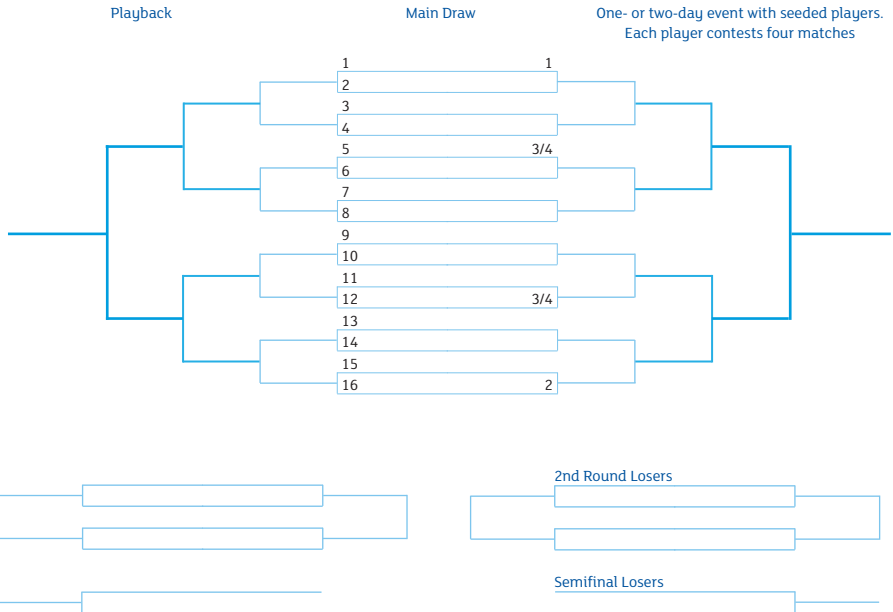 Playback
Main Draw
One- or two-day event with seeded players.
Each player contests four matches
1 1
2
3
4
5 3/4
6
7
8
9
10
11
12 3/4
13
14
15
16 2
2nd Round Losers
Semifinal Losers